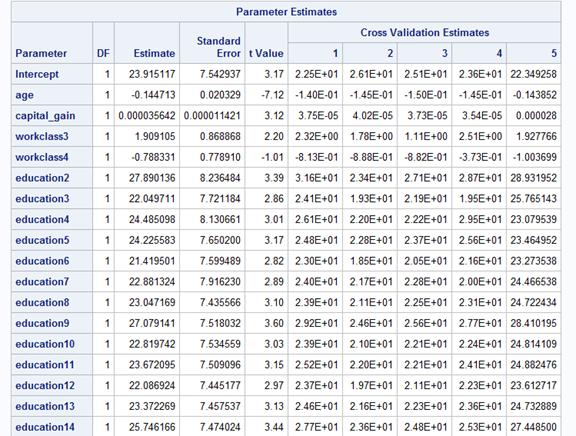 Parameter Estimates
Cross Validation Estimates
Parameter DF Estimate Standard Error t Value 1 2 3 4 5
Intercept 1 23.915117 7.542937 3.17 2.25E+01 2.61E+01 2.51E+01 2.36E+01 22.349258
age 1 -0.144713 0.020329 -7.12 -1.40E-01 -1.45E-01 -1.50E-01 -1.45E-01 -0.143852
capital_gain 1 0.000035642 0.000011421 3.12 3.75E-05 4.02E-05 3.73E-05 3.54E-05 0.000028
workclass3 1 1.909105 0.868868 2.20 2.32E+00 1.78E+00 1.11E+00 2.51E+00 1.927766
workclass4 1 -0.788331 0.778910 -1.01 -8.13E-01 -8.88E-01 -8.82E-01 -3.73E-01 -1.003699
education2 1 27.890136 8.236484 3.39 3.16E+01 2.34E+01 2.71E+01 2.87E+01 28.931952
education3 1 22.049711 7.721184 2.86 2.41E+01 1.93E+01 2.19E+01 1.95E+01 25.765143
education4 1 24.485098 8.130661 3.01 2.61E+01 2.20E+01 2.22E+01 2.95E+01 23.079539
education5 1 24.225583 7.650200 3.17 2.48E+01 2.28E+01 2.37E+01 2.56E+01 23.464952
education6 1 21.419501 7.599489 2.82 2.30E+01 1.85E+01 2.05E+01 2.16E+01 23.273538
education7 1 22.881324 7.916230 2.89 2.40E+01 2.17E+01 2.28E+01 2.00E+01 24.466538
education8 1 23.047169 7.435566 3.10 2.39E+01 2.11E+01 2.25E+01 2.31E+01 24.722434
education9 1 27.079141 7.518032 3.60 2.92E+01 2.46E+01 2.56E+01 2.77E+01 28.410195
education10 1 22.819742 7.534559 3.03 2.39E+01 2.10E+01 2.21E+01 2.24E+01 24.814109
education11 1 23.672095 7.509096 3.15 2.52E+01 2.20E+01 2.21E+01 2.41E+01 24.882476
education12 1 22.086924 7.445177 2.97 2.37E+01 1.97E+01 2.11E+01 2.23E+01 23.612717
education13 1 23.372269 7.457537 3.13 2.46E+01 2.16E+01 2.23E+01 2.36E+01 24.732889
education14 1 25.746166 7.474024 3.44 2.77E+01 2.36E+01 2.48E+01 2.53E+01 27.448500